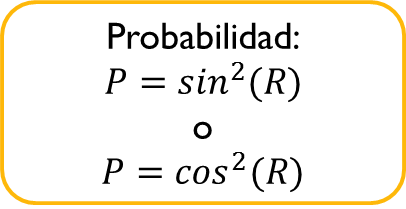 Probabilidad:
P = sin²(R)
o
P = cos²(R)